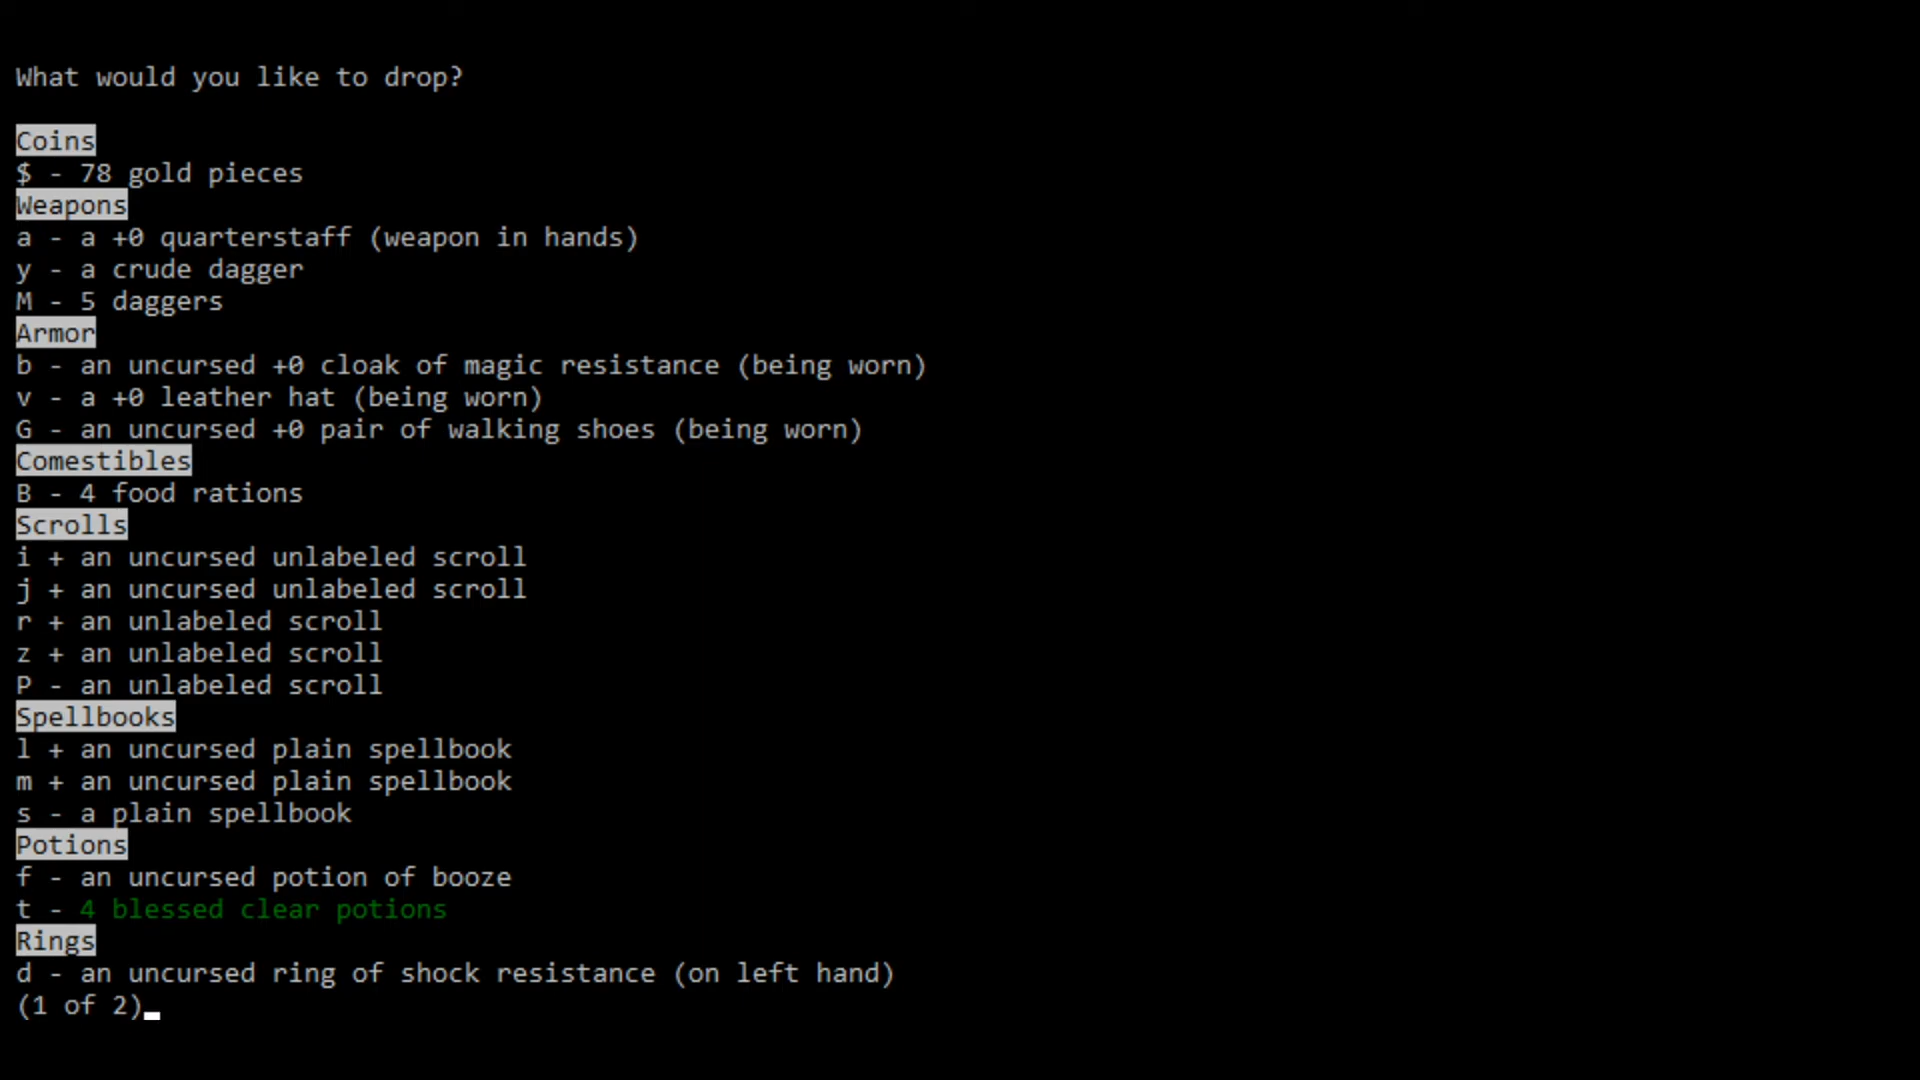 What would you like to drop?
Coins
$ - 78 gold pieces
Weapons
a - a +0 quarterstaff (weapon in hands)
y - a crude dagger
M - 5 daggers
Armor
b - an uncursed +0 cloak of magic resistance (being worn)
v - a +0 leather hat (being worn)
G - an uncursed +0 pair of walking shoes (being worn)
Comestibles
B - 4 food rations
Scrolls
i + an uncursed unlabeled scroll
j + an uncursed unlabeled scroll
r + an unlabeled scroll
z + an unlabeled scroll
P - an unlabeled scroll
Spellbooks
l + an uncursed plain spellbook
m + an uncursed plain spellbook
s - a plain spellbook
Potions
f - an uncursed potion of booze
t - 4 blessed clear potions
Rings
d - an uncursed ring of shock resistance (on left hand)
(1 of 2)